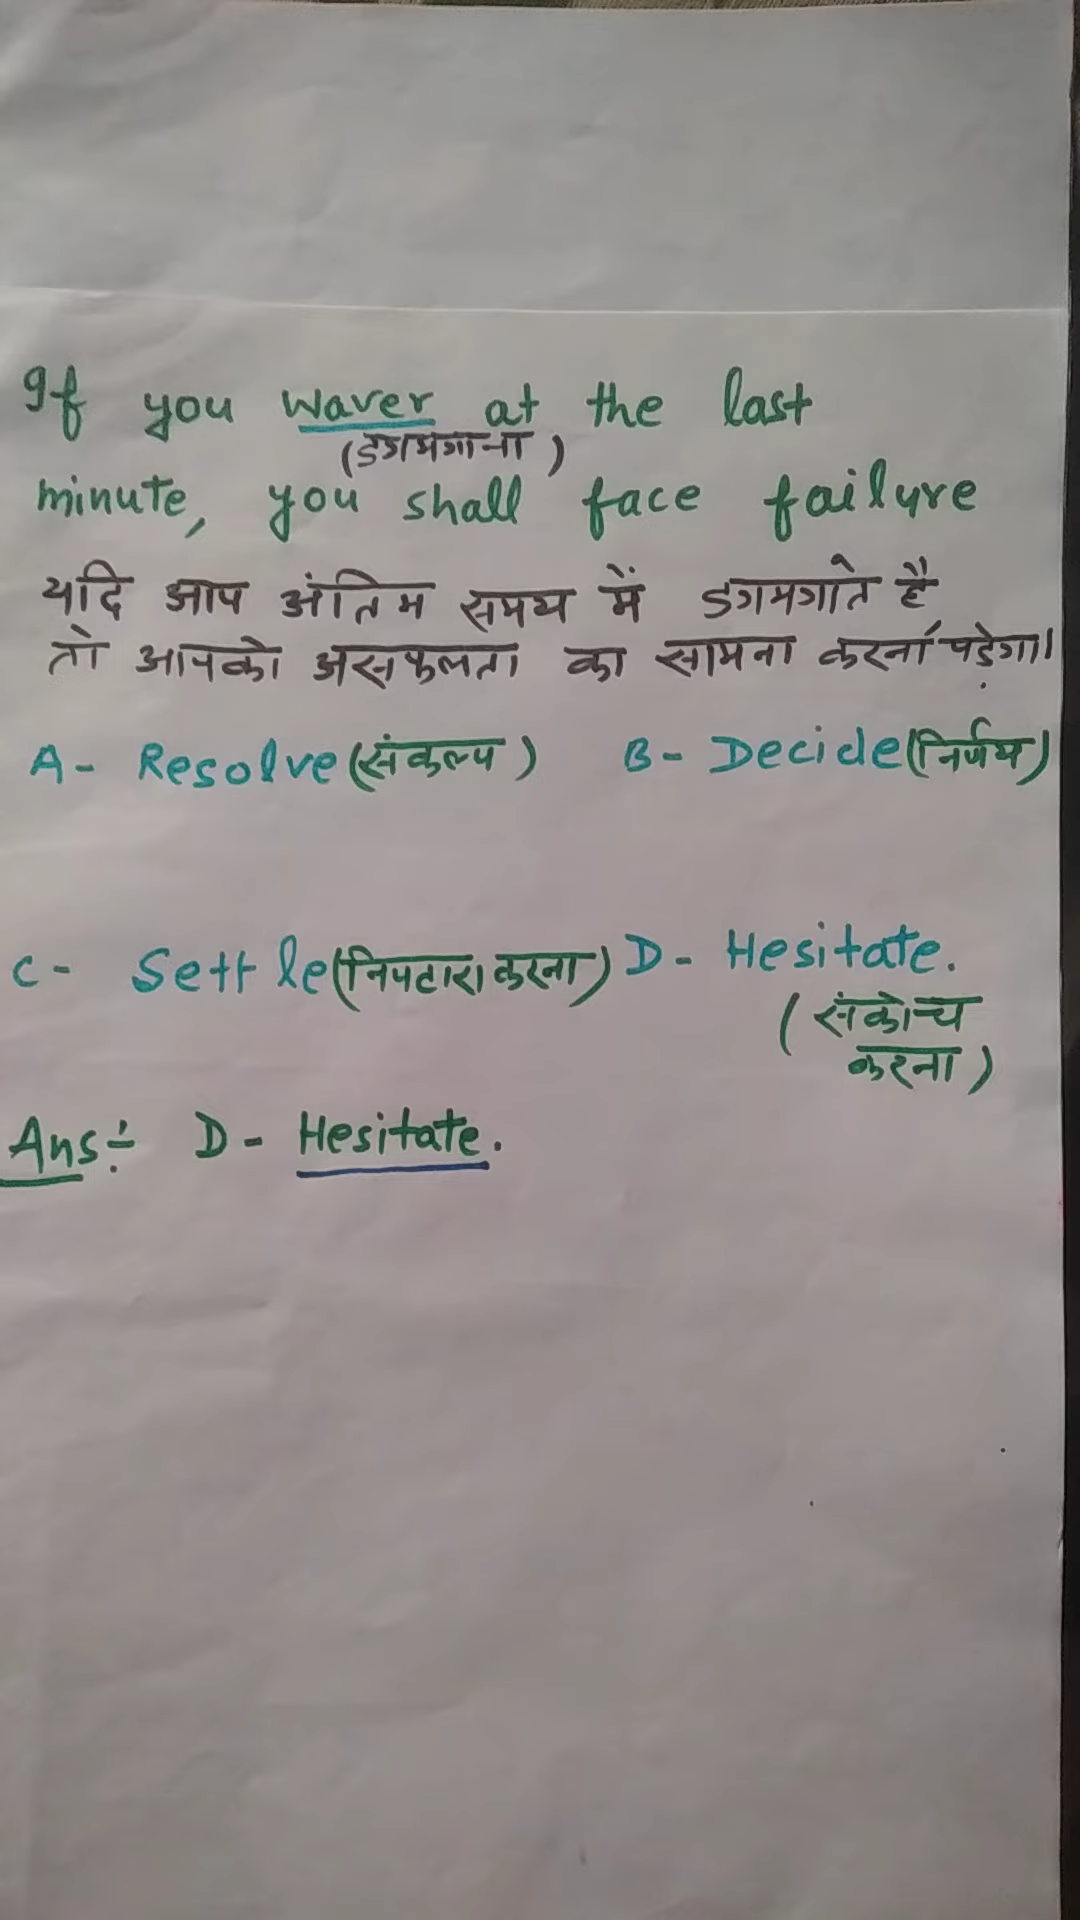 If you waver at the last
(डगमगाना)
minute, you shall face failure
यदि आप अंतिम समय में डगमगाते है
तो आपको असफलता का सामना करना पड़ेगा।
A- Resolve(संकल्प) B- Decide(निर्णय)
C- Settle(निपटारा करना) D- Hesitate.
(संकोच
करना)
Ans:- D- Hesitate.